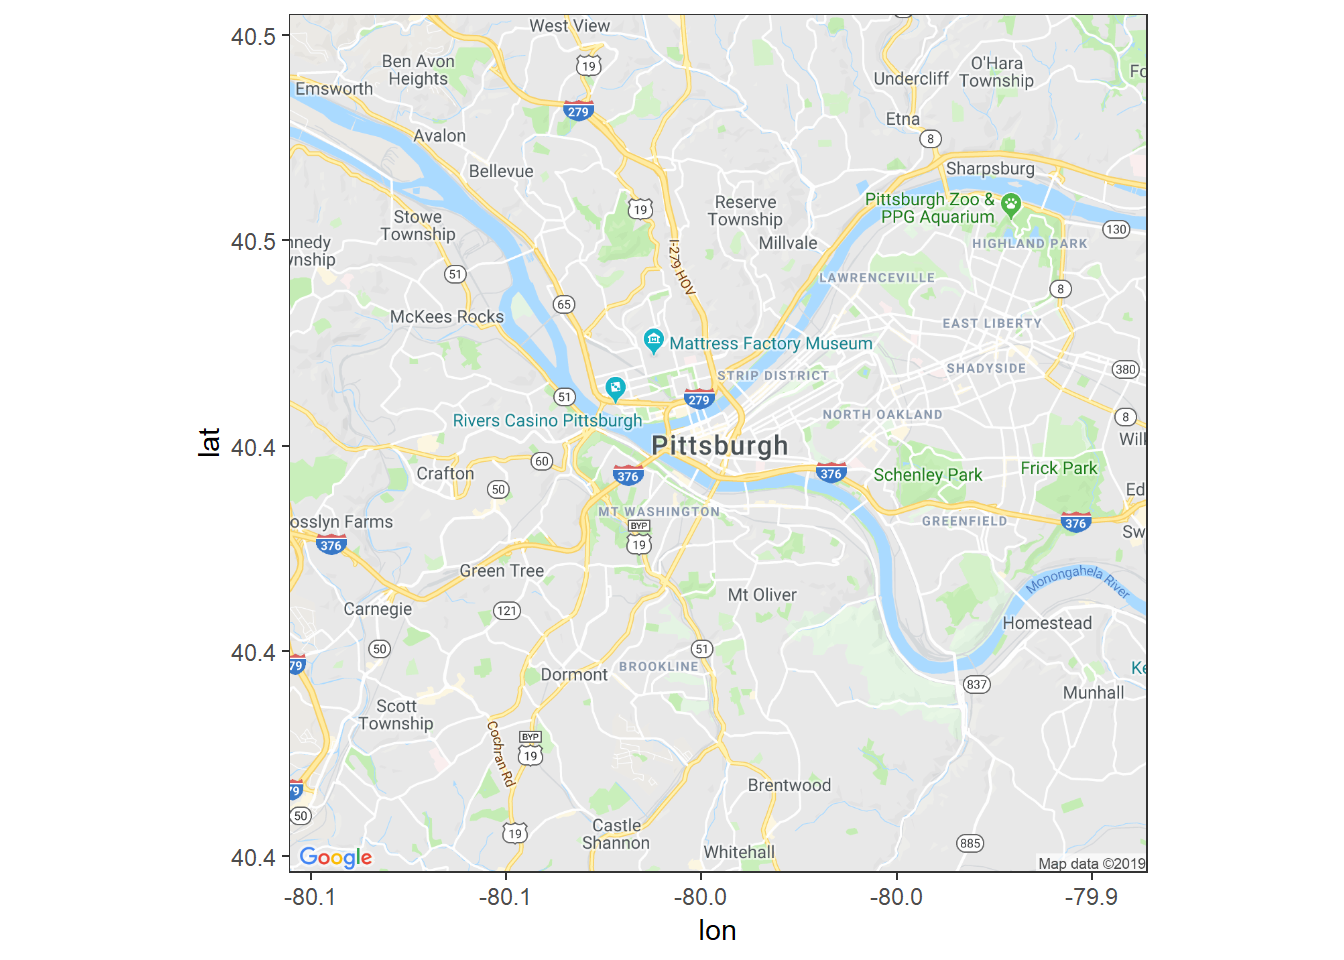 West View
19
Ben Avon
Heights
O'Hara
Township
Undercliff
Fo
Emsworth
279
Etna
Avalon
8
Bellevue
Sharpsburg
Pittsburgh Zoo &
PPG Aquarium
Reserve
Township
19
Stowe
Township
130
nnedy
wnship
Millvale
HIGHLAND PARK
I-279 HOV
51
LAWRENCEVILLE
8
65
McKees Rocks
EAST LIBERTY
Mattress Factory Museum
STRIP DISTRICT
SHADYSIDE
380
51
279
NORTH OAKLAND
8
Rivers Casino Pittsburgh
Pittsburgh
Wilk
60
Crafton
376
376
Schenley Park
Frick Park
50
Ed
MT WASHINGTON
osslyn Farms
GREENFIELD
376
BYP
19
Sw
376
Green Tree
Monongahela River
Mt Oliver
Carnegie
121
Homestead
50
51
79
BROOKLINE
Dormont
Ke
837
Munhall
Scott
Township
Cochran Rd
BYP
19
79
Brentwood
50
Castle
Shannon
19
Whitehall
885
Google
Map data ©2019
40.5
40.5
40.4
40.4
40.4
lat
-80.1
-80.1
-80.0
-80.0
-79.9
lon